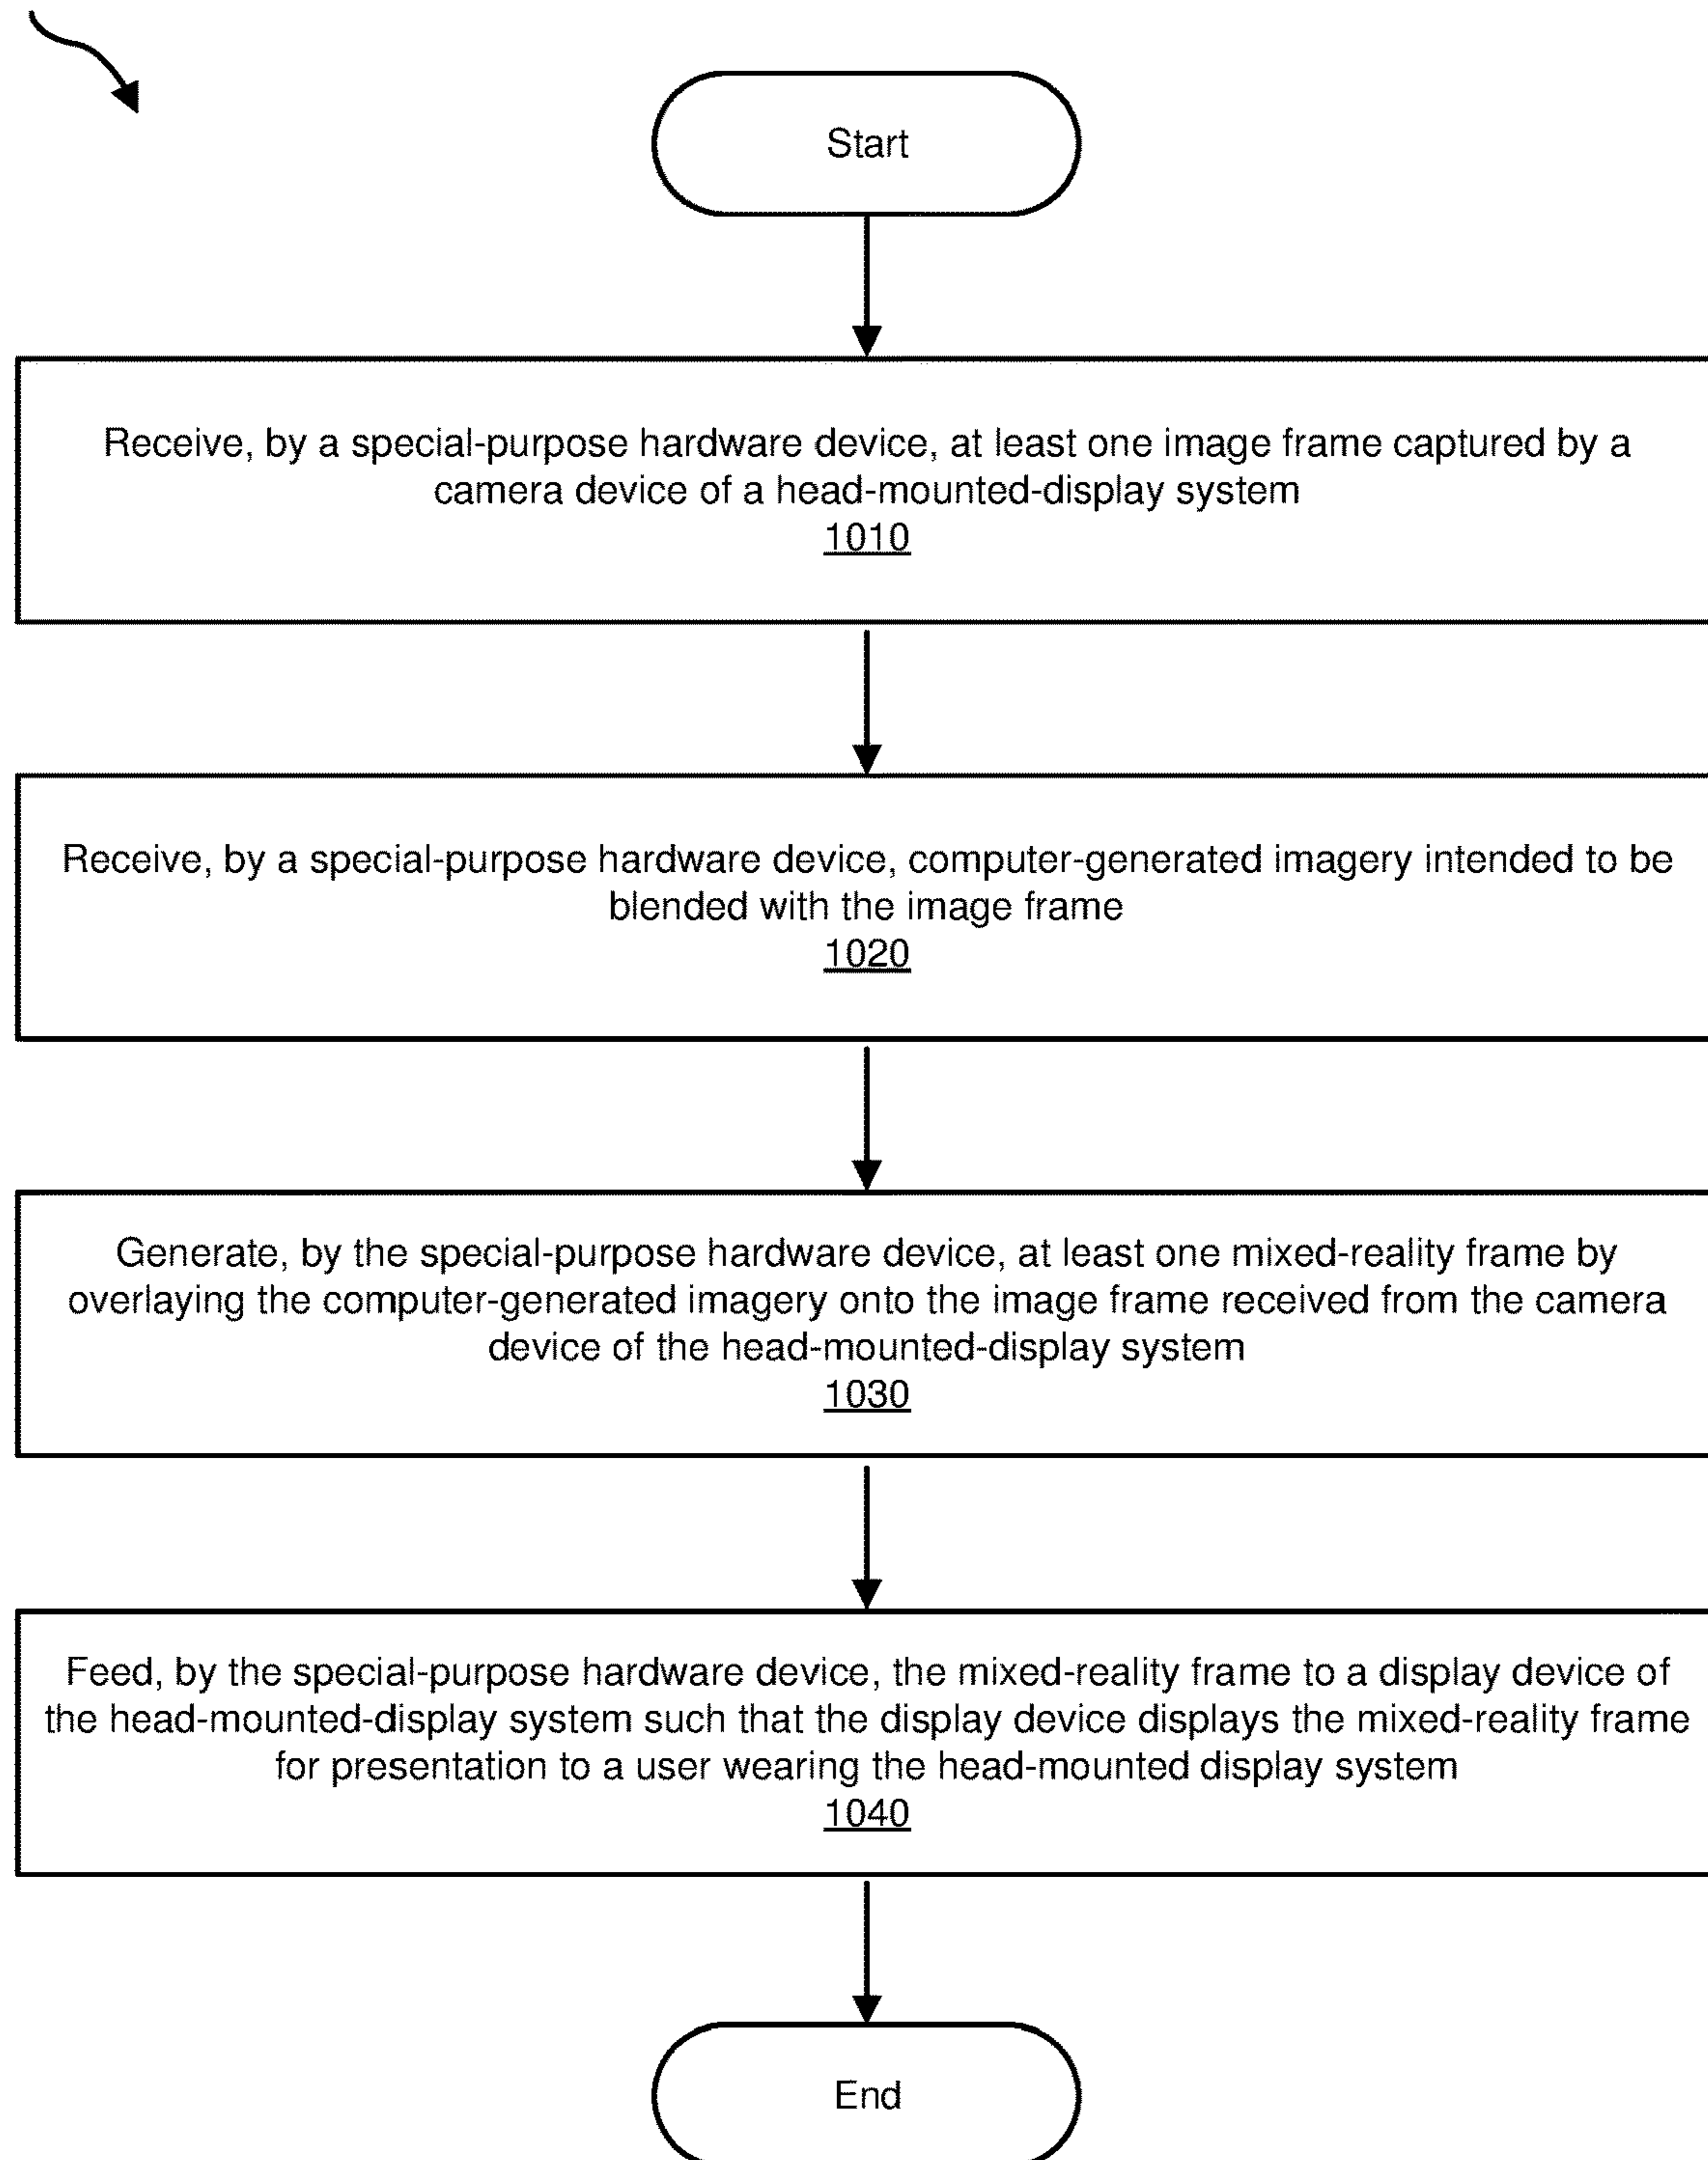 Start
Receive, by a special-purpose hardware device, at least one image frame captured by a
camera device of a head-mounted-display system
1010
Receive, by a special-purpose hardware device, computer-generated imagery intended to be
blended with the image frame
1020
Generate, by the special-purpose hardware device, at least one mixed-reality frame by
overlaying the computer-generated imagery onto the image frame received from the camera
device of the head-mounted-display system
1030
Feed, by the special-purpose hardware device, the mixed-reality frame to a display device of
the head-mounted-display system such that the display device displays the mixed-reality frame
for presentation to a user wearing the head-mounted display system
1040
End